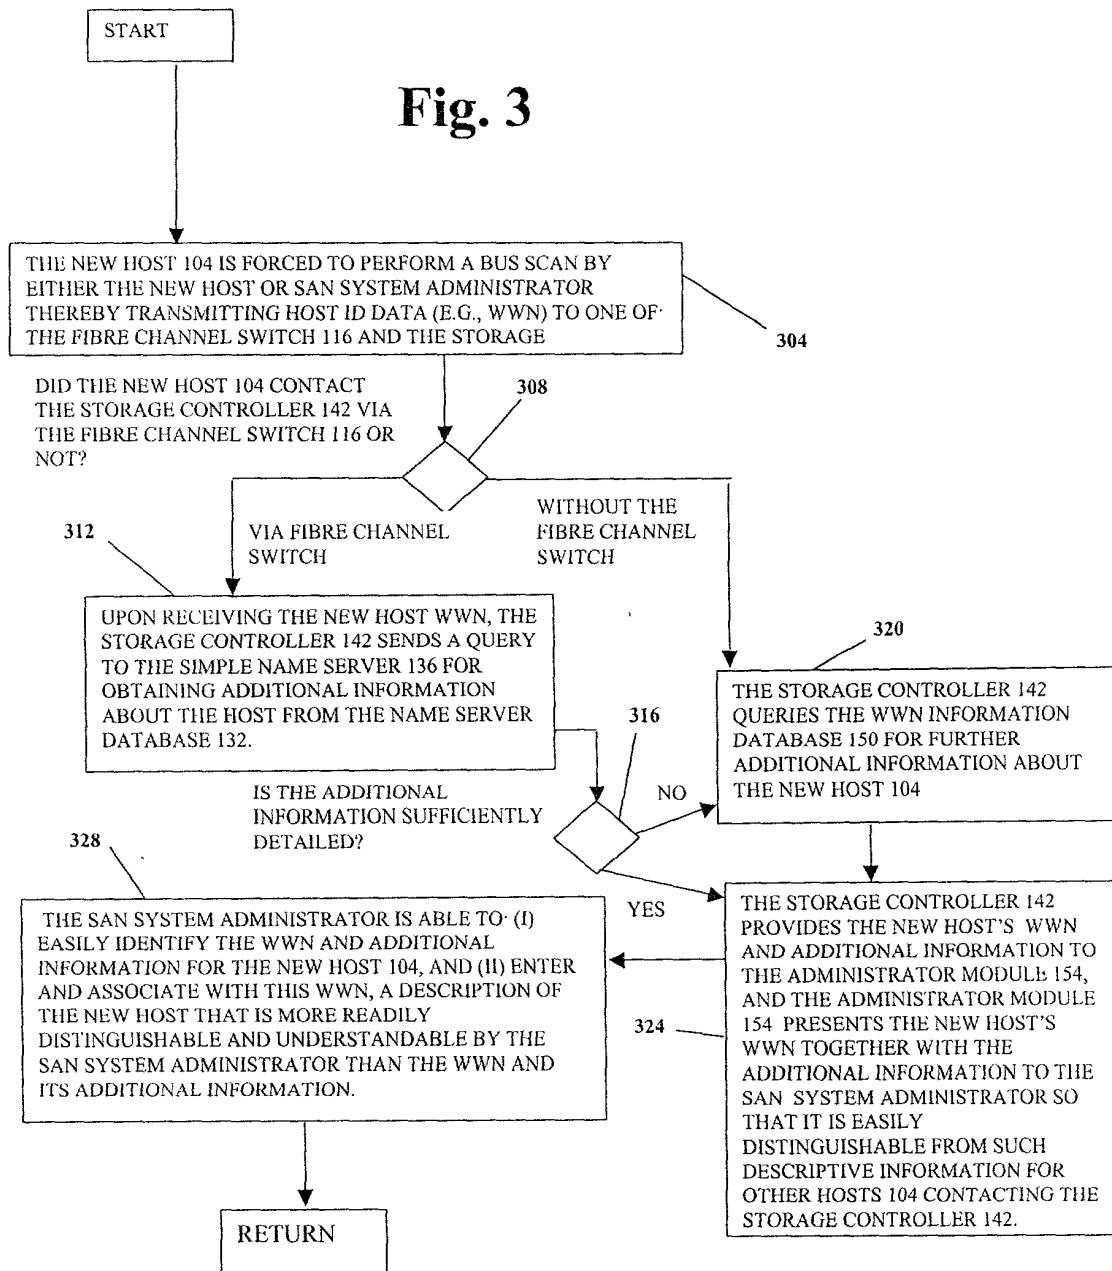 START
Fig. 3
THE NEW HOST 104 IS FORCED TO PERFORM A BUS SCAN BY
EITHER THE NEW HOST OR SAN SYSTEM ADMINISTRATOR
THEREBY TRANSMITTING HOST ID DATA (E.G., WWN) TO ONE OF
THE FIBRE CHANNEL SWITCH 116 AND THE STORAGE
304
DID THE NEW HOST 104 CONTACT
THE STORAGE CONTROLLER 142 VIA
THE FIBRE CHANNEL SWITCH 116 OR
NOT?
308
312
VIA FIBRE CHANNEL
SWITCH
WITHOUT THE
FIBRE CHANNEL
SWITCH
UPON RECEIVING THE NEW HOST WWN, THE
STORAGE CONTROLLER 142 SENDS A QUERY
TO THE SIMPLE NAME SERVER 136 FOR
OBTAINING ADDITIONAL INFORMATION
ABOUT THE HOST FROM THE NAME SERVER
DATABASE 132.
320
THE STORAGE CONTROLLER 142
QUERIES THE WWN INFORMATION
DATABASE 150 FOR FURTHER
ADDITIONAL INFORMATION ABOUT
THE NEW HOST 104
316
IS THE ADDITIONAL
INFORMATION SUFFICIENTLY
DETAILED?
NO
YES
328
THE SAN SYSTEM ADMINISTRATOR IS ABLE TO (I)
EASILY IDENTIFY THE WWN AND ADDITIONAL
INFORMATION FOR THE NEW HOST 104, AND (II) ENTER
AND ASSOCIATE WITH THIS WWN, A DESCRIPTION OF
THE NEW HOST THAT IS MORE READILY
DISTINGUISHABLE AND UNDERSTANDABLE BY THE
SAN SYSTEM ADMINISTRATOR THAN THE WWN AND
ITS ADDITIONAL INFORMATION.
324
THE STORAGE CONTROLLER 142
PROVIDES THE NEW HOST'S WWN
AND ADDITIONAL INFORMATION TO
THE ADMINISTRATOR MODULE 154,
AND THE ADMINISTRATOR MODULE
154 PRESENTS THE NEW HOST'S
WWN TOGETHER WITH THE
ADDITIONAL INFORMATION TO THE
SAN SYSTEM ADMINISTRATOR SO
THAT IT IS EASILY
DISTINGUISHABLE FROM SUCH
DESCRIPTIVE INFORMATION FOR
OTHER HOSTS 104 CONTACTING THE
STORAGE CONTROLLER 142.
RETURN